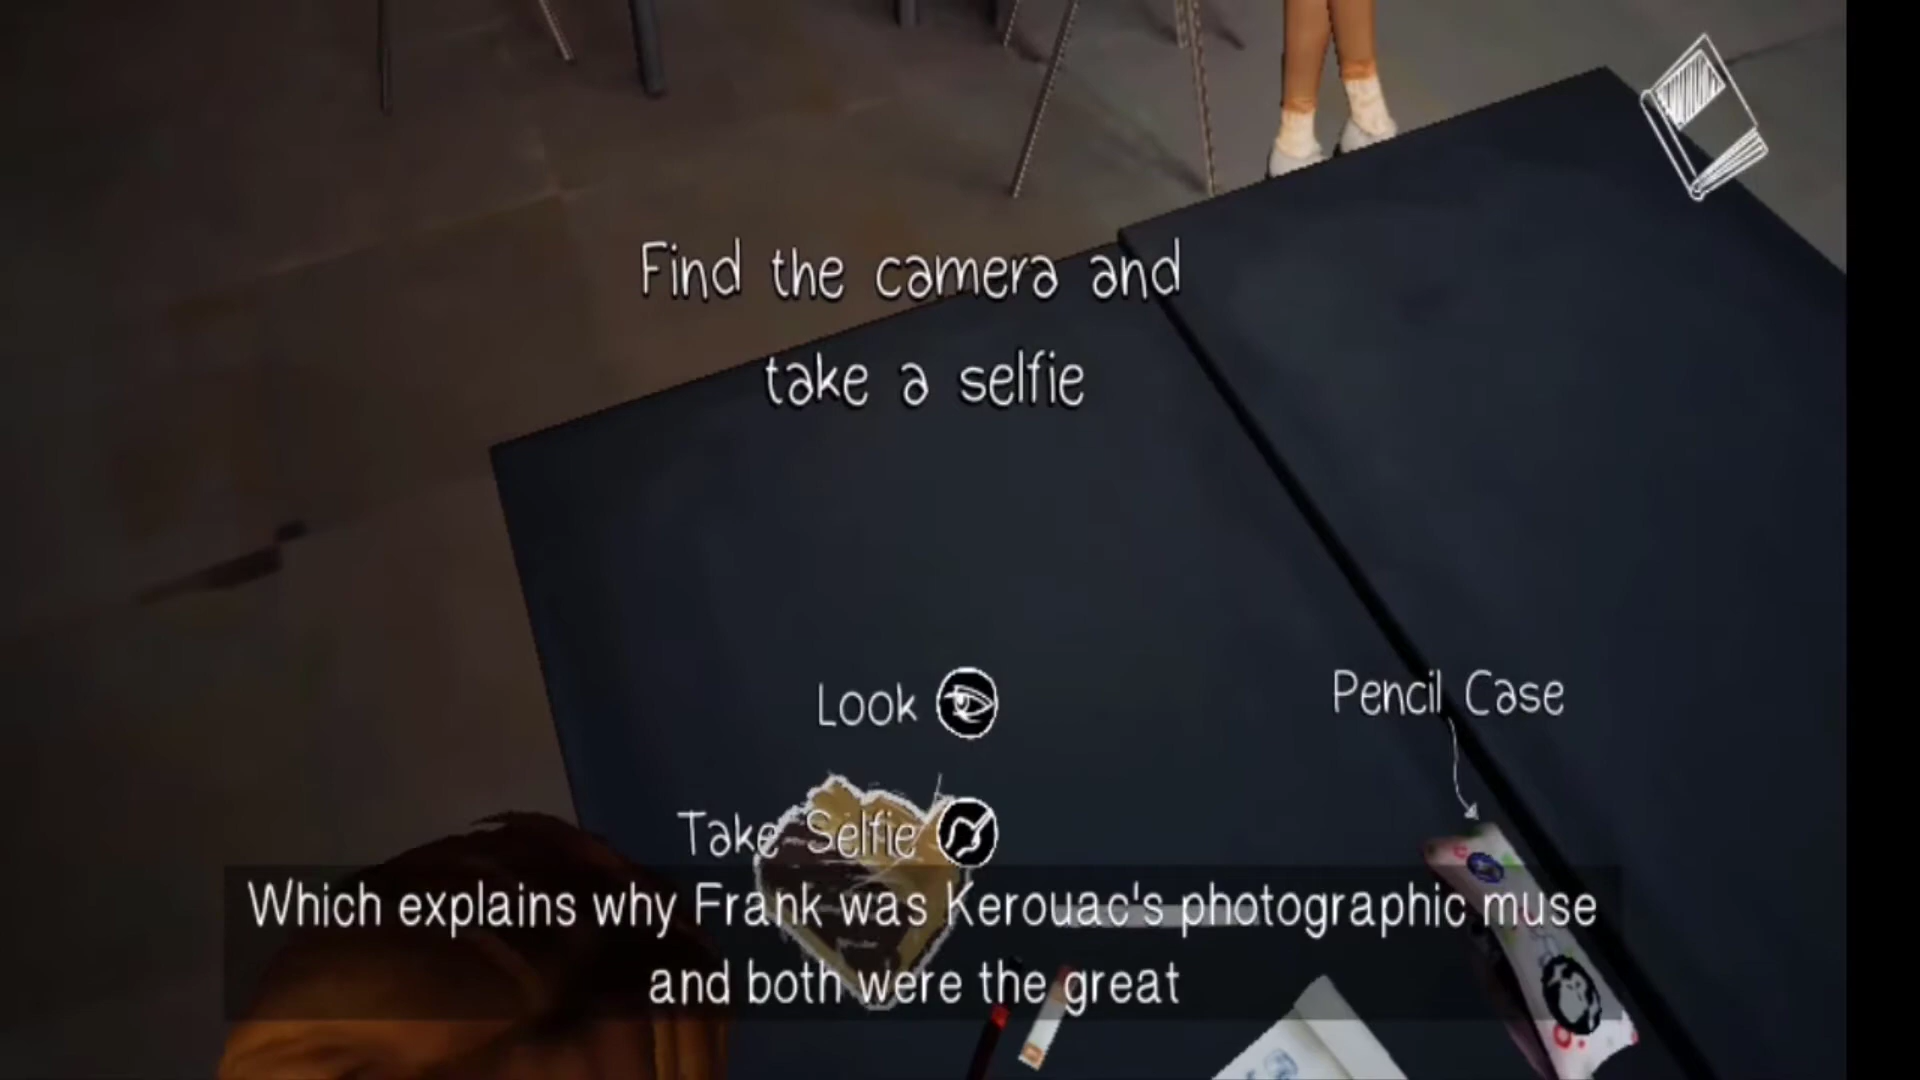 Find the camera and
take a selfie
Look
Pencil Case
Take Selfie
Which explains why Frank was Kerouac's photographic muse
and both were the great